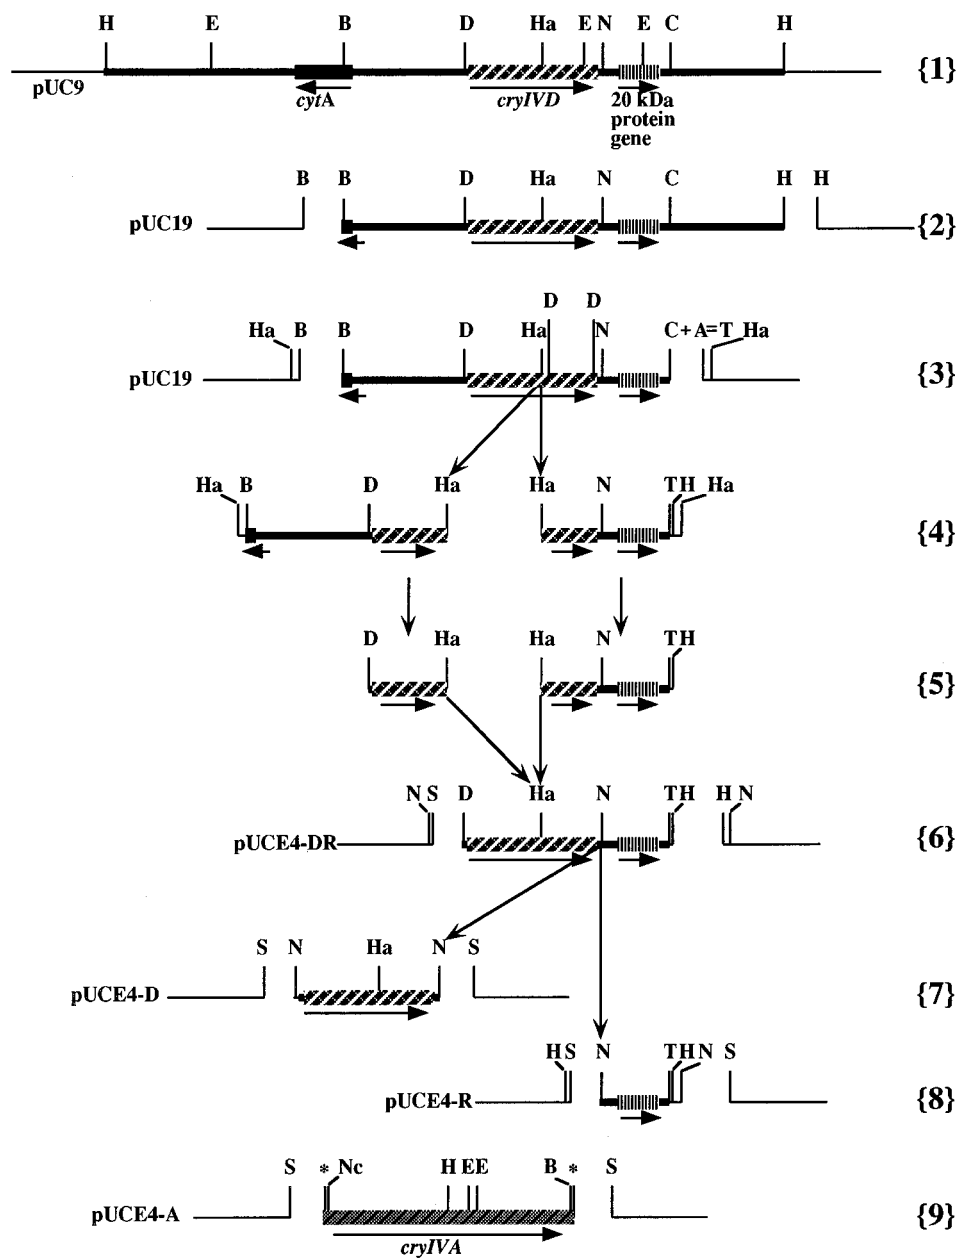 H E B D Ha E N E C H
{1}
pUC9
cytA cryIVD 20 kDa
protein
gene
B B D Ha N C H H
pUC19 {2}
D D
Ha B B D Ha N C+A=T Ha
pUC19 {3}
Ha B D Ha Ha N TH Ha
{4}
D Ha Ha N TH
{5}
N S D Ha N TH H N
pUCE4-DR {6}
S N Ha N S
pUCE4-D {7}
H S N THN S
pUCE4-R {8}
S * Nc H EE B * S
pUCE4-A {9}
cryIVA